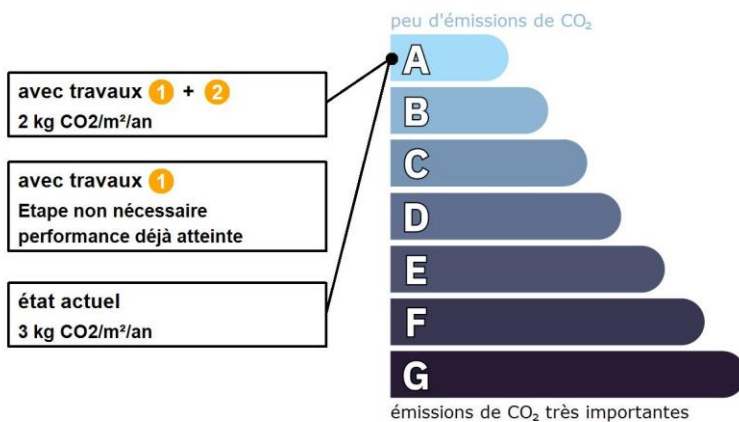 peu d'émissions de CO₂
avec travaux 1 + 2
2 kg CO2/m²/an
avec travaux 1
Etape non nécessaire
performance déjà atteinte
état actuel
3 kg CO2/m²/an
A
B
C
D
E
F
G
émissions de CO₂ très importantes